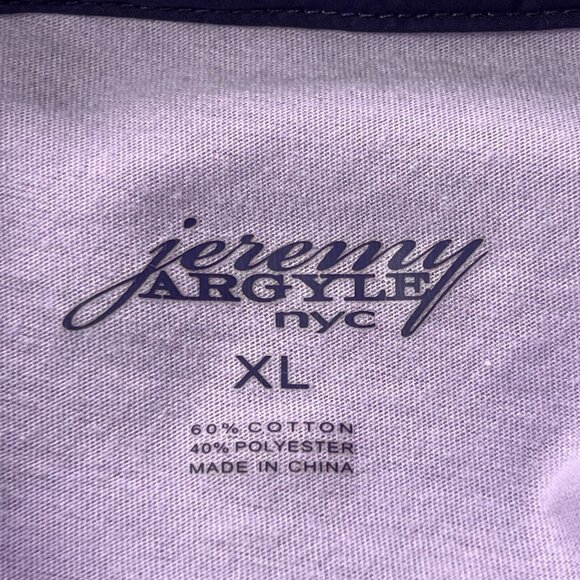 jeremy
ARGYLE
nyc
XL
60% COTTON
40% POLYESTER
MADE IN CHINA